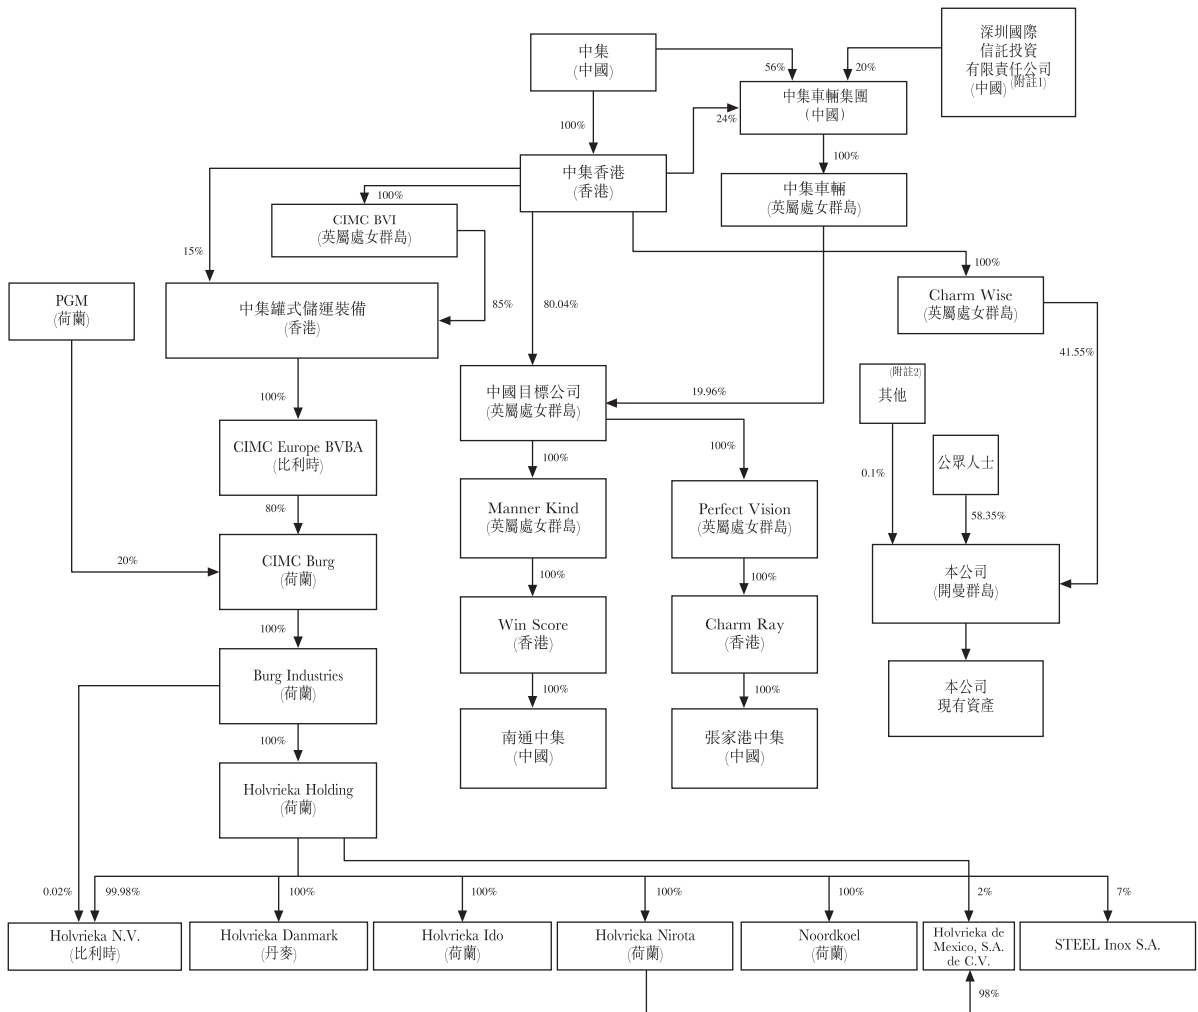 深圳國際
信託投資
有限責任公司
(中國)(附註1)
中集
(中國)
56%
20%
中集車輛集團
(中國)
24%
100%
100%
中集香港
(香港)
中集車輛
(英屬處女群島)
100%
CIMC BVI
(英屬處女群島)
15%
85%
80.04%
100%
PGM
(荷蘭)
中集罐式儲運裝備
(香港)
Charm Wise
(英屬處女群島)
41.55%
(附註2)
其他
中國目標公司
(英屬處女群島)
19.96%
100%
CIMC Europe BVBA
(比利時)
100%
100%
公眾人士
0.1%
58.35%
Manner Kind
(英屬處女群島)
Perfect Vision
(英屬處女群島)
80%
20%
CIMC Burg
(荷蘭)
100%
100%
本公司
(開曼群島)
100%
Win Score
(香港)
Charm Ray
(香港)
Burg Industries
(荷蘭)
100%
100%
本公司
現有資產
100%
南通中集
(中國)
張家港中集
(中國)
Holvrieka Holding
(荷蘭)
0.02%
99.98%
100%
100%
100%
100%
2%
7%
Holvrieka N.V.
(比利時)
Holvrieka Danmark
(丹麥)
Holvrieka Ido
(荷蘭)
Holvrieka Nirota
(荷蘭)
Noordkoel
(荷蘭)
Holvrieka de
Mexico, S.A.
de C.V.
STEEL Inox S.A.
98%